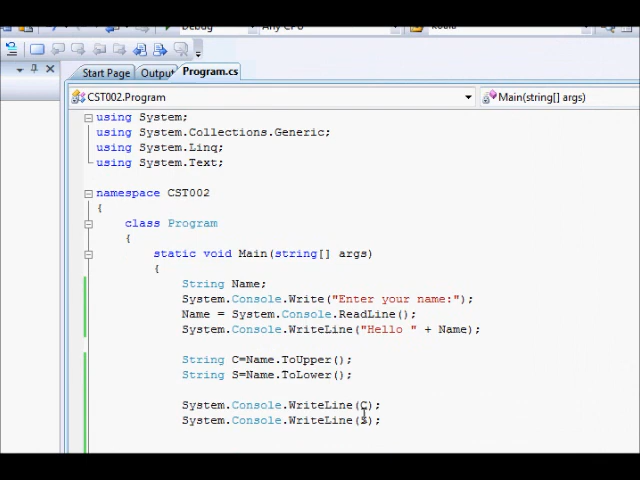 Debug Any CPU
Start Page Output Program.cs
CST002.Program Main(string[] args)
using System;
using System.Collections.Generic;
using System.Linq;
using System.Text;
namespace CST002
{
class Program
{
static void Main(string[] args)
{
String Name;
System.Console.Write("Enter your name:");
Name = System.Console.ReadLine();
System.Console.WriteLine("Hello " + Name);
String C=Name.ToUpper();
String S=Name.ToLower();
System.Console.WriteLine(C);
System.Console.WriteLine(S);